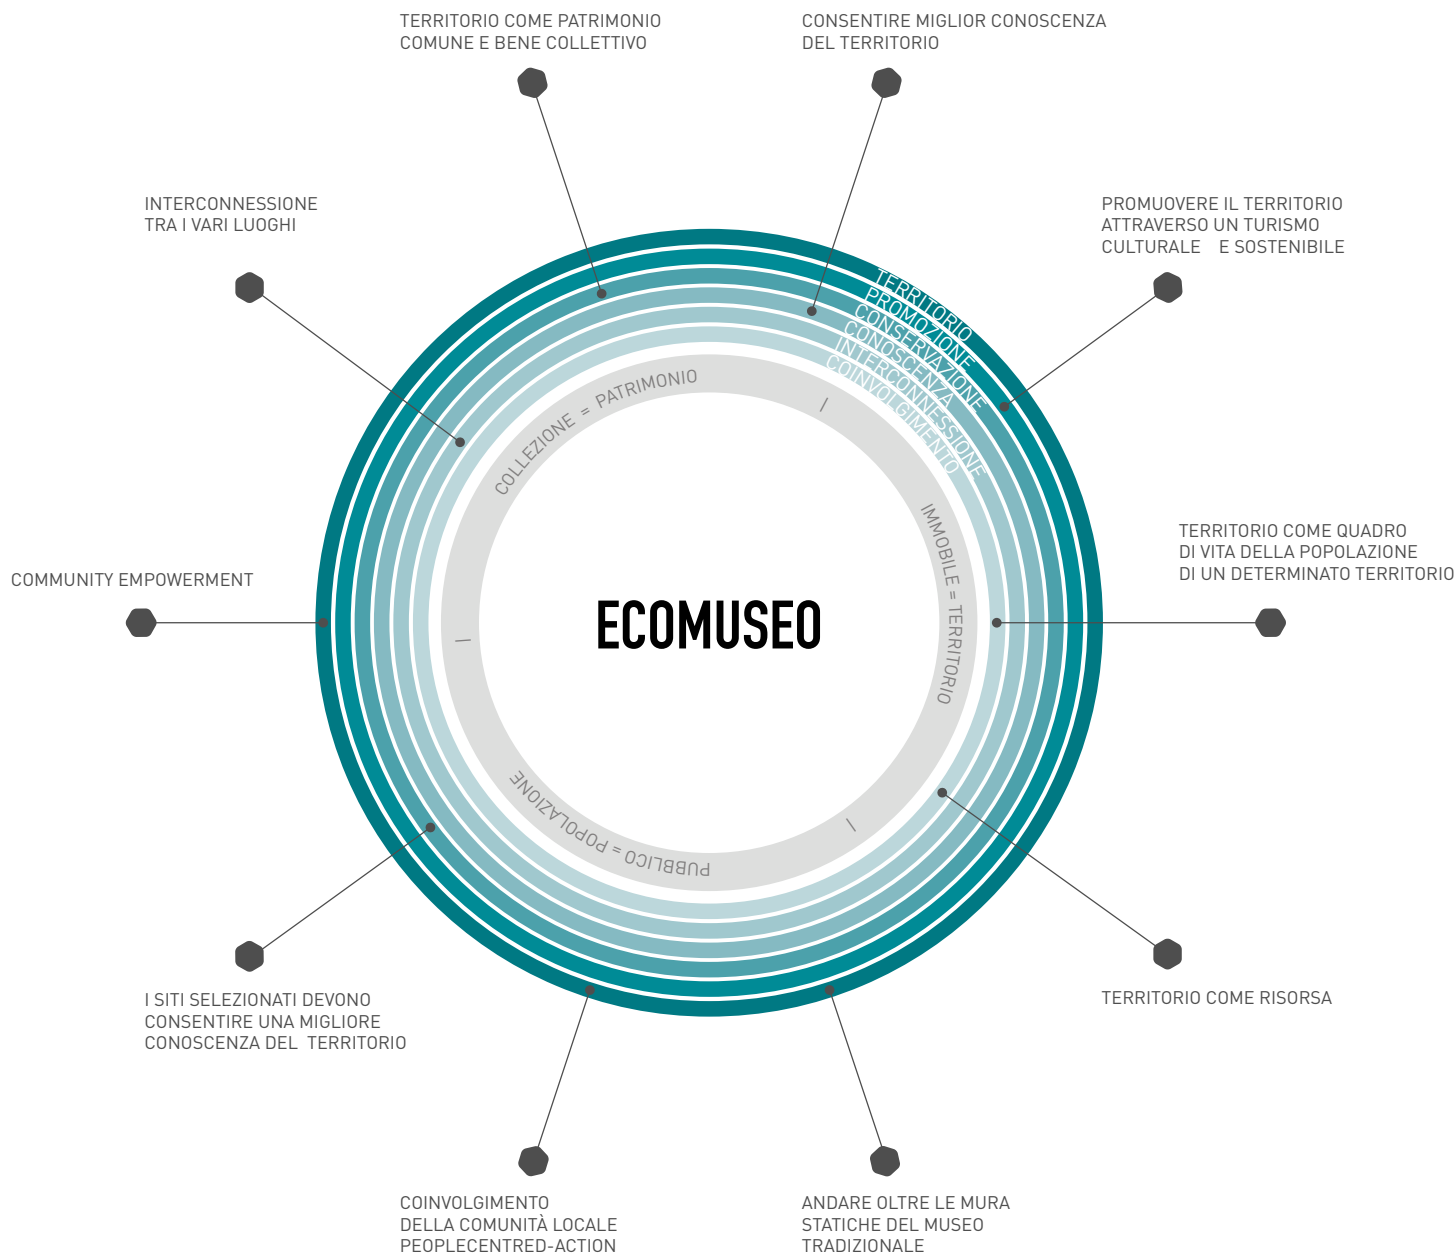 TERRITORIO COME PATRIMONIO
COMUNE E BENE COLLETTIVO
CONSENTIRE MIGLIOR CONOSCENZA
DEL TERRITORIO
INTERCONNESSIONE
TRA I VARI LUOGHI
PROMUOVERE IL TERRITORIO
ATTRAVERSO UN TURISMO
CULTURALE E SOSTENIBILE
TERRITORIO
PROMOZIONE
CONSERVAZIONE
CONOSCENZA
INTERCONNESSIONE
COINVOLGIMENTO
COLLEZIONE = PATRIMONIO
|
IMMOBILE = TERRITORIO
|
PUBBLICO = POPOLAZIONE
|
ECOMUSEO
COMMUNITY EMPOWERMENT
TERRITORIO COME QUADRO
DI VITA DELLA POPOLAZIONE
DI UN DETERMINATO TERRITORIO
I SITI SELEZIONATI DEVONO
CONSENTIRE UNA MIGLIORE
CONOSCENZA DEL TERRITORIO
TERRITORIO COME RISORSA
COINVOLGIMENTO
DELLA COMUNITÀ LOCALE
PEOPLECENTRED-ACTION
ANDARE OLTRE LE MURA
STATICHE DEL MUSEO
TRADIZIONALE